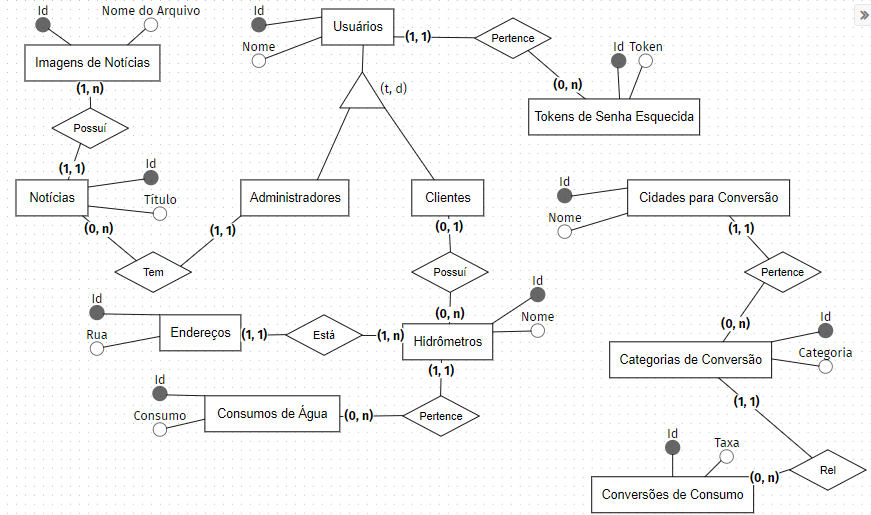 Id
Nome do Arquivo
Imagens de Notícias
(1, n)
Possuí
(1, 1)
Id
Título
Notícias
(0, n)
Tem
(1, 1)
Administradores
Id
Nome
Usuários
(1, 1)
Pertence
(0, n)
Id
Token
Tokens de Senha Esquecida
(t, d)
Clientes
(0, 1)
Possuí
(0, n)
Id
Nome
Hidrômetros
(1, n)
Está
(1, 1)
Endereços
Id
Rua
(1, 1)
Pertence
(0, n)
Consumos de Água
Id
Consumo
Id
Nome
Cidades para Conversão
(1, 1)
Pertence
(0, n)
Id
Categoria
Categorias de Conversão
(1, 1)
Rel
(0, n)
Id
Taxa
Conversões de Consumo